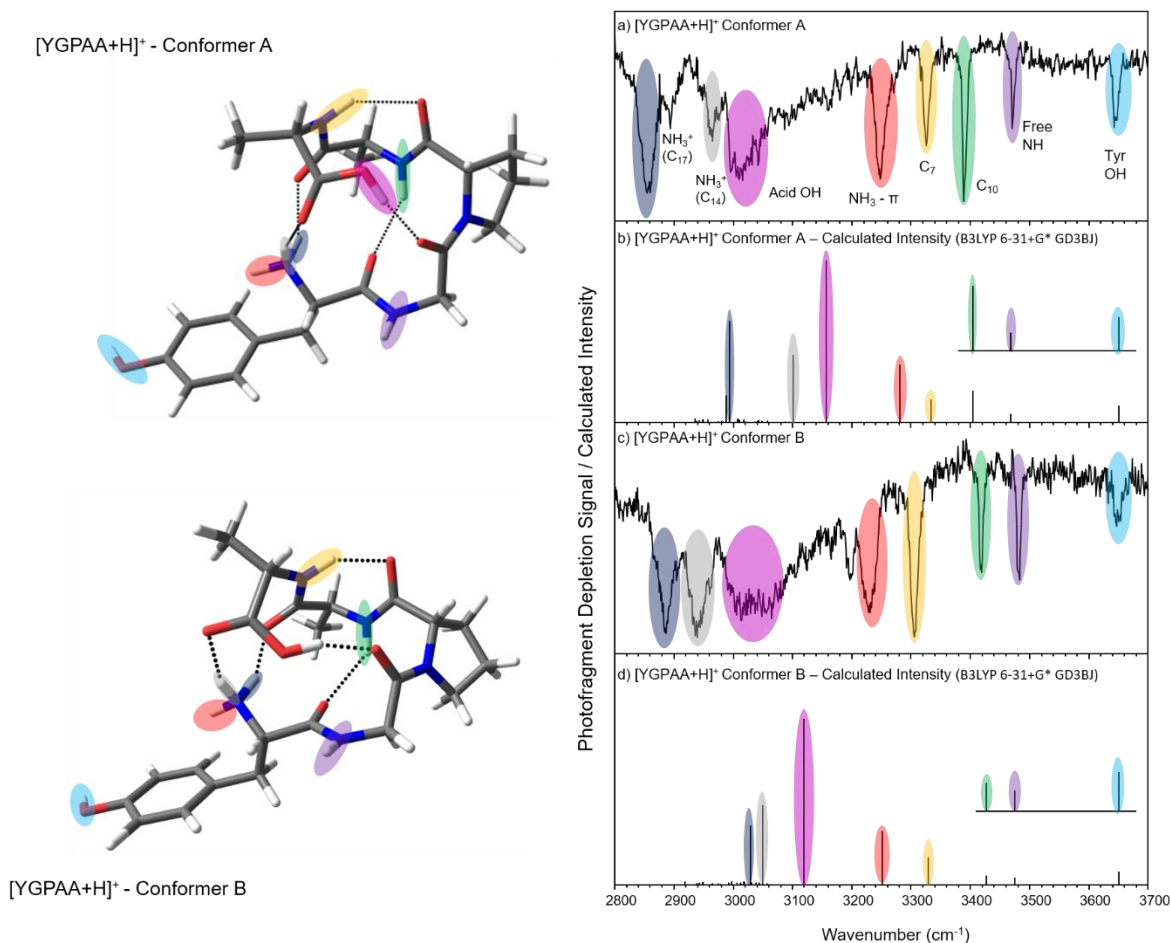 [YGPAA+H]⁺ - Conformer A
[YGPAA+H]⁺ - Conformer B
Photofragment Depletion Signal / Calculated Intensity
a) [YGPAA+H]⁺ Conformer A
NH₃⁺
(C₁₇)
NH₃⁺
(C₁₄)
Acid OH
NH₃ - π
C₇
C₁₀
Free
NH
Tyr
OH
b) [YGPAA+H]⁺ Conformer A – Calculated Intensity (B3LYP 6-31+G* GD3BJ)
c) [YGPAA+H]⁺ Conformer B
d) [YGPAA+H]⁺ Conformer B – Calculated Intensity (B3LYP 6-31+G* GD3BJ)
2800 2900 3000 3100 3200 3300 3400 3500 3600 3700
Wavenumber (cm⁻¹)